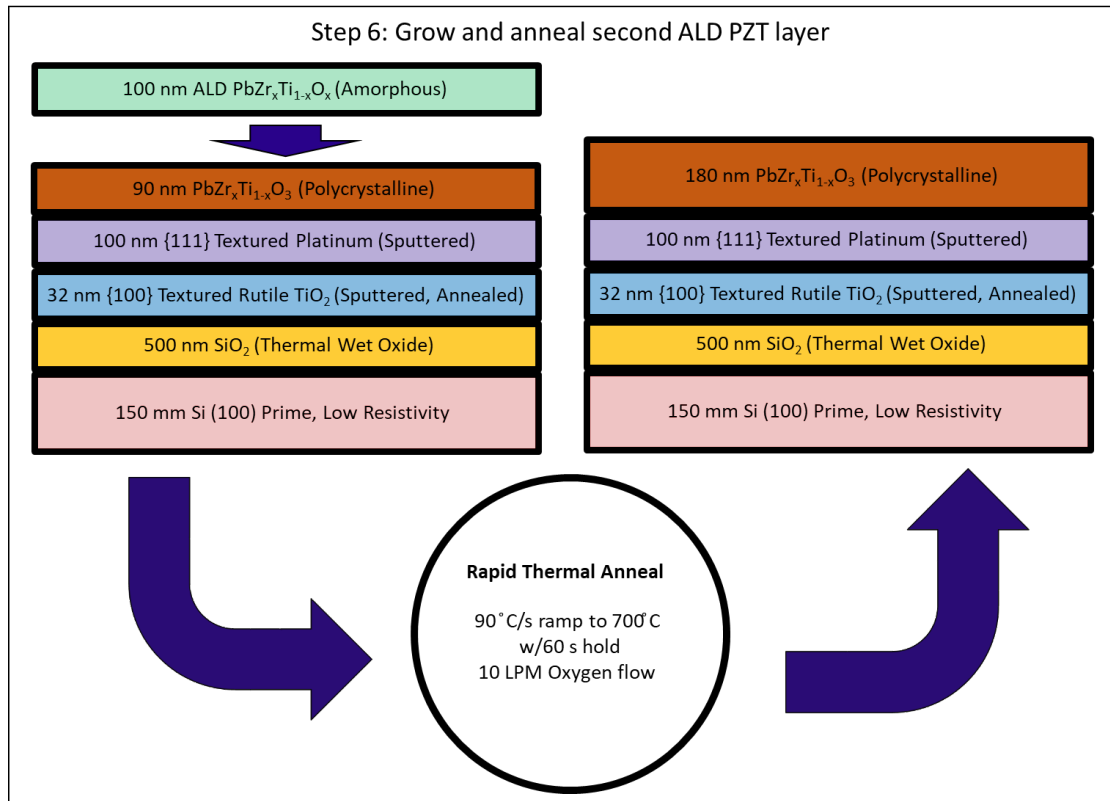 Step 6: Grow and anneal second ALD PZT layer
100 nm ALD PbZrₓTi₁₋ₓOₓ (Amorphous)
90 nm PbZrₓTi₁₋ₓO₃ (Polycrystalline)
100 nm {111} Textured Platinum (Sputtered)
32 nm {100} Textured Rutile TiO₂ (Sputtered, Annealed)
500 nm SiO₂ (Thermal Wet Oxide)
150 mm Si (100) Prime, Low Resistivity
180 nm PbZrₓTi₁₋ₓO₃ (Polycrystalline)
100 nm {111} Textured Platinum (Sputtered)
32 nm {100} Textured Rutile TiO₂ (Sputtered, Annealed)
500 nm SiO₂ (Thermal Wet Oxide)
150 mm Si (100) Prime, Low Resistivity
Rapid Thermal Anneal
90˚C/s ramp to 700˚C
w/60 s hold
10 LPM Oxygen flow